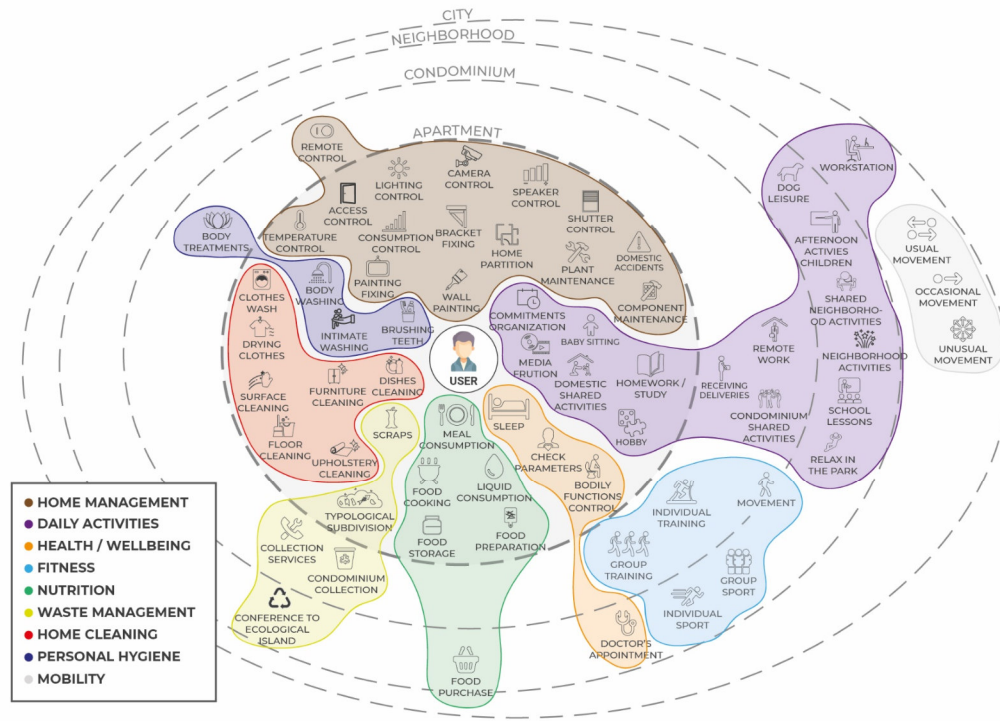 CITY
NEIGHBORHOOD
CONDOMINIUM
APARTMENT
REMOTE
CONTROL
LIGHTING
CONTROL
CAMERA
CONTROL
SPEAKER
CONTROL
ACCESS
CONTROL
SHUTTER
CONTROL
TEMPERATURE
CONTROL
CONSUMPTION
CONTROL
BRACKET
FIXING
HOME
PARTITION
PLANT
MAINTENANCE
DOMESTIC
ACCIDENTS
PAINTING
FIXING
WALL
PAINTING
COMPONENT
MAINTENANCE
BODY
TREATMENTS
BODY
WASHING
INTIMATE
WASHING
BRUSHING
TEETH
CLOTHES
WASH
DRYING
CLOTHES
SURFACE
CLEANING
FURNITURE
CLEANING
DISHES
CLEANING
FLOOR
CLEANING
UPHOLSTERY
CLEANING
USER
COMMITMENTS
ORGANIZATION
BABY SITTING
MEDIA
FRUTION
DOMESTIC
SHARED
ACTIVITIES
HOMEWORK /
STUDY
HOBBY
REMOTE
WORK
RECEIVING
DELIVERIES
CONDOMINIUM
SHARED
ACTIVITIES
WORKSTATION
DOG
LEISURE
AFTERNOON
ACTIVIES
CHILDREN
SHARED
NEIGHBORHO-
OD ACTIVITIES
NEIGHBORHOOD
ACTIVITIES
SCHOOL
LESSONS
RELAX IN
THE PARK
USUAL
MOVEMENT
OCCASIONAL
MOVEMENT
UNUSUAL
MOVEMENT
SCRAPS
TYPOLOGICAL
SUBDIVISION
COLLECTION
SERVICES
CONDOMINIUM
COLLECTION
CONFERENCE TO
ECOLOGICAL
ISLAND
MEAL
CONSUMPTION
FOOD
COOKING
LIQUID
CONSUMPTION
FOOD
STORAGE
FOOD
PREPARATION
FOOD
PURCHASE
SLEEP
CHECK
PARAMETERS
BODILY
FUNCTIONS
CONTROL
DOCTOR'S
APPOINTMENT
INDIVIDUAL
TRAINING
MOVEMENT
GROUP
TRAINING
GROUP
SPORT
INDIVIDUAL
SPORT
HOME MANAGEMENT
DAILY ACTIVITIES
HEALTH / WELLBEING
FITNESS
NUTRITION
WASTE MANAGEMENT
HOME CLEANING
PERSONAL HYGIENE
MOBILITY